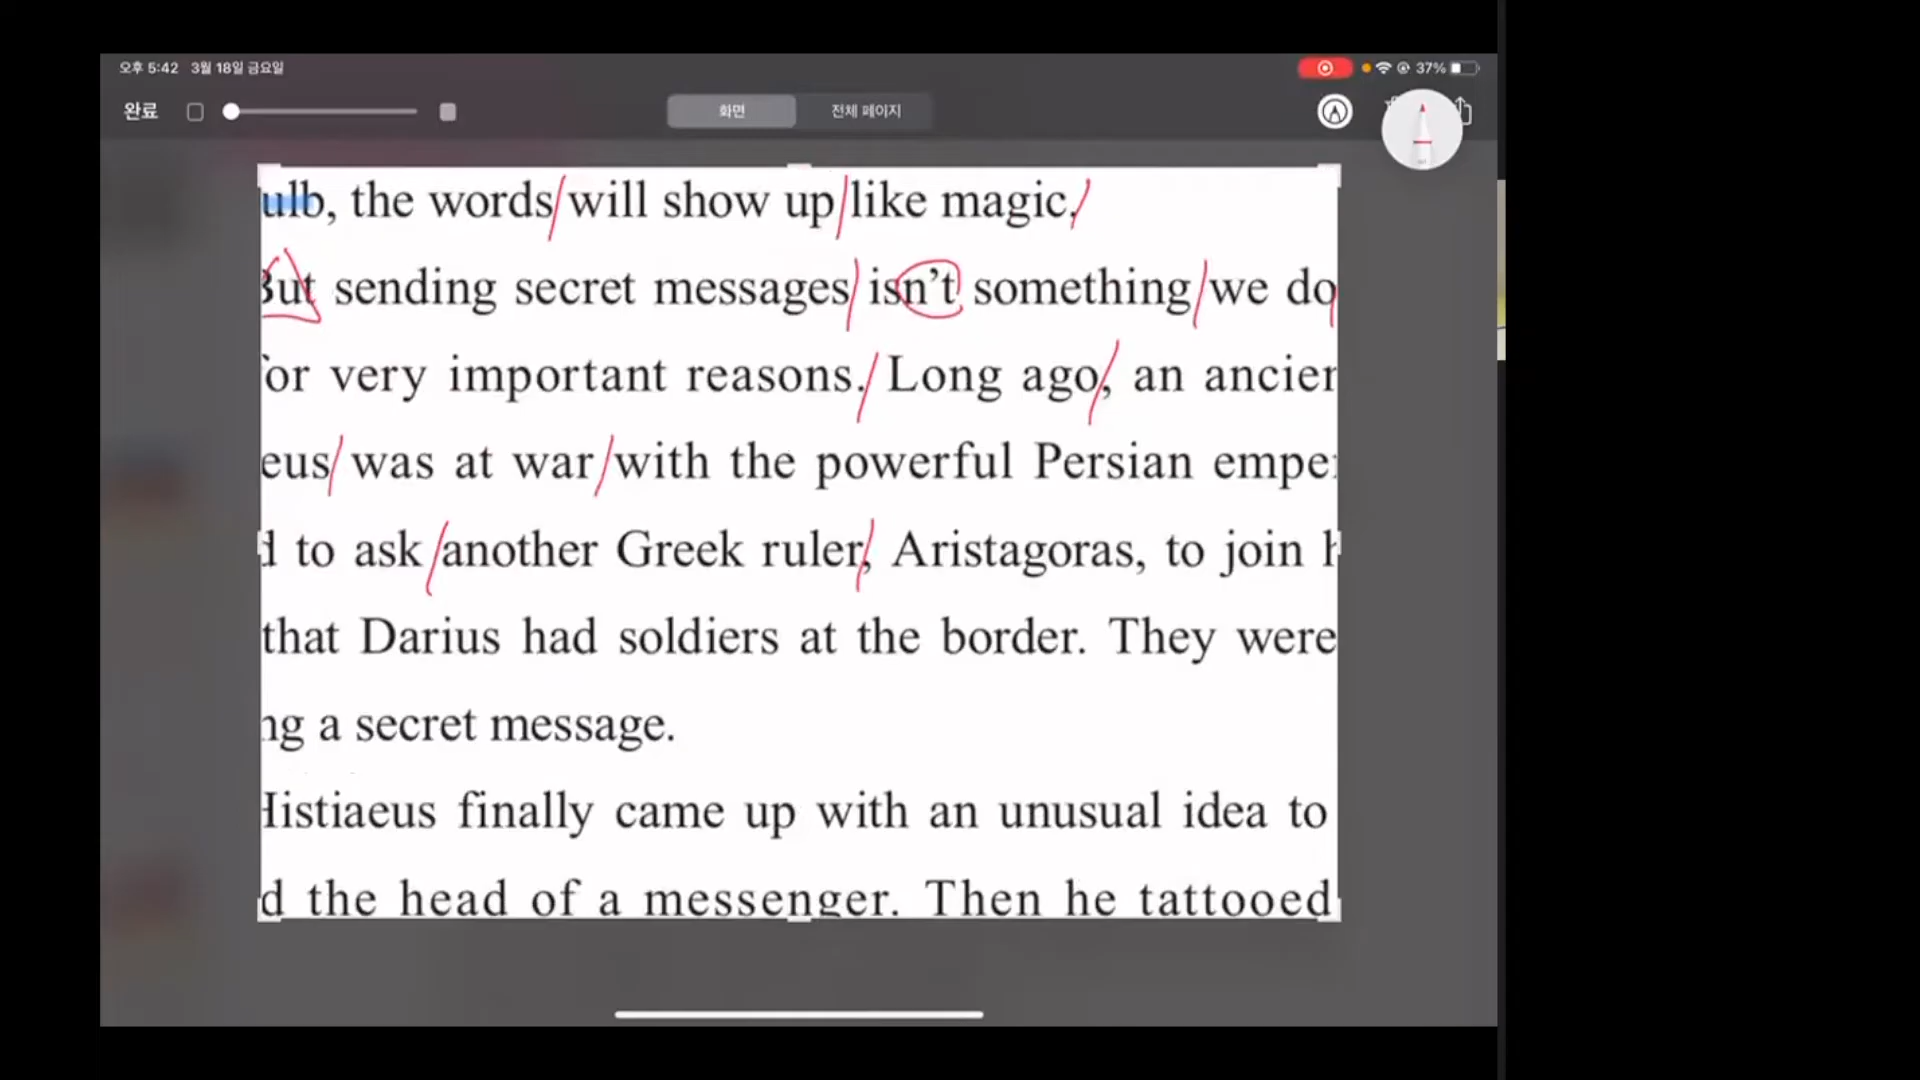 오후 5:42 3월 18일 금요일 37%
완료 화면 전체 페이지
ulb, the words will show up like magic.
But sending secret messages isn't something we do
for very important reasons. Long ago, an ancien
eus was at war with the powerful Persian empe
d to ask another Greek ruler, Aristagoras, to join h
that Darius had soldiers at the border. They were
ng a secret message.
Histiaeus finally came up with an unusual idea to
d the head of a messenger. Then he tattooed